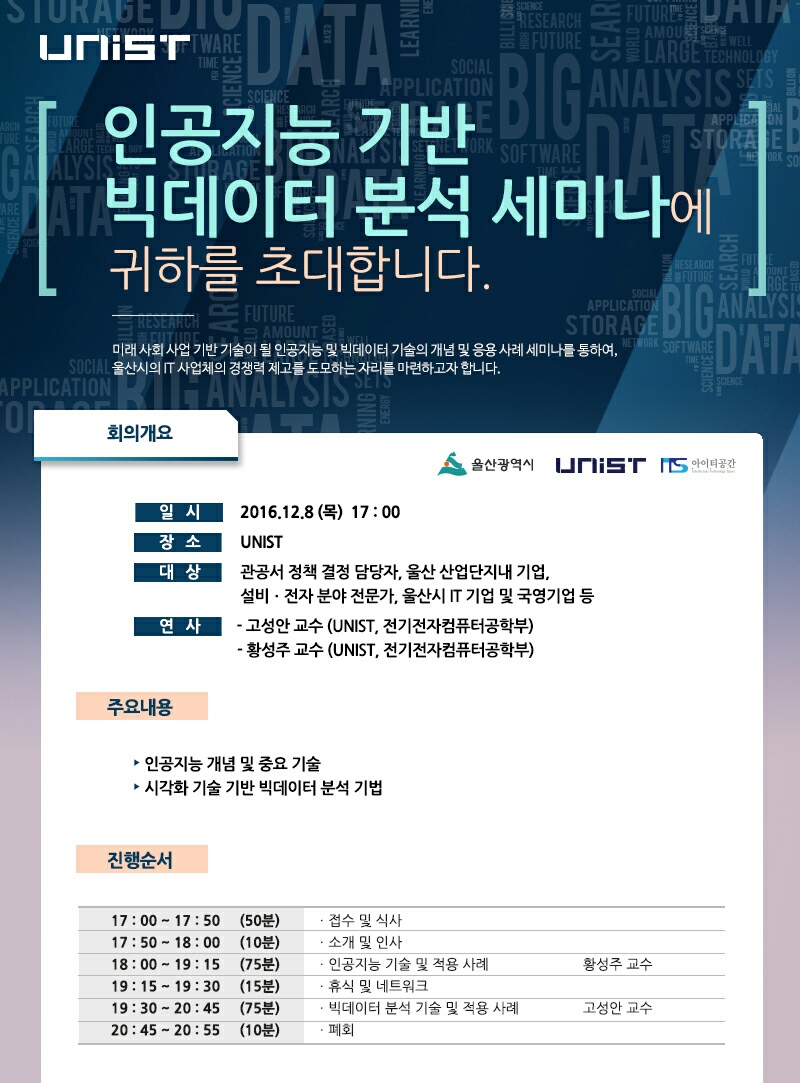 UNIST
인공지능 기반
빅데이터 분석 세미나에
귀하를 초대합니다.
미래 사회 사업 기반 기술이 될 인공지능 및 빅데이터 기술의 개념 및 응용 사례 세미나를 통하여,
울산시의 IT 사업체의 경쟁력 제고를 도모하는 자리를 마련하고자 합니다.
회의개요
울산광역시 UNIST ITS 아이티공간
일 시 2016.12.8 (목) 17 : 00
장 소 UNIST
대 상 관공서 정책 결정 담당자, 울산 산업단지내 기업,
설비 · 전자 분야 전문가, 울산시 IT 기업 및 국영기업 등
연 사 - 고성안 교수 (UNIST, 전기전자컴퓨터공학부)
- 황성주 교수 (UNIST, 전기전자컴퓨터공학부)
주요내용
▸ 인공지능 개념 및 중요 기술
▸ 시각화 기술 기반 빅데이터 분석 기법
진행순서
17 : 00 ~ 17 : 50 (50분) · 접수 및 식사
17 : 50 ~ 18 : 00 (10분) · 소개 및 인사
18 : 00 ~ 19 : 15 (75분) · 인공지능 기술 및 적용 사례 황성주 교수
19 : 15 ~ 19 : 30 (15분) · 휴식 및 네트워크
19 : 30 ~ 20 : 45 (75분) · 빅데이터 분석 기술 및 적용 사례 고성안 교수
20 : 45 ~ 20 : 55 (10분) · 폐회